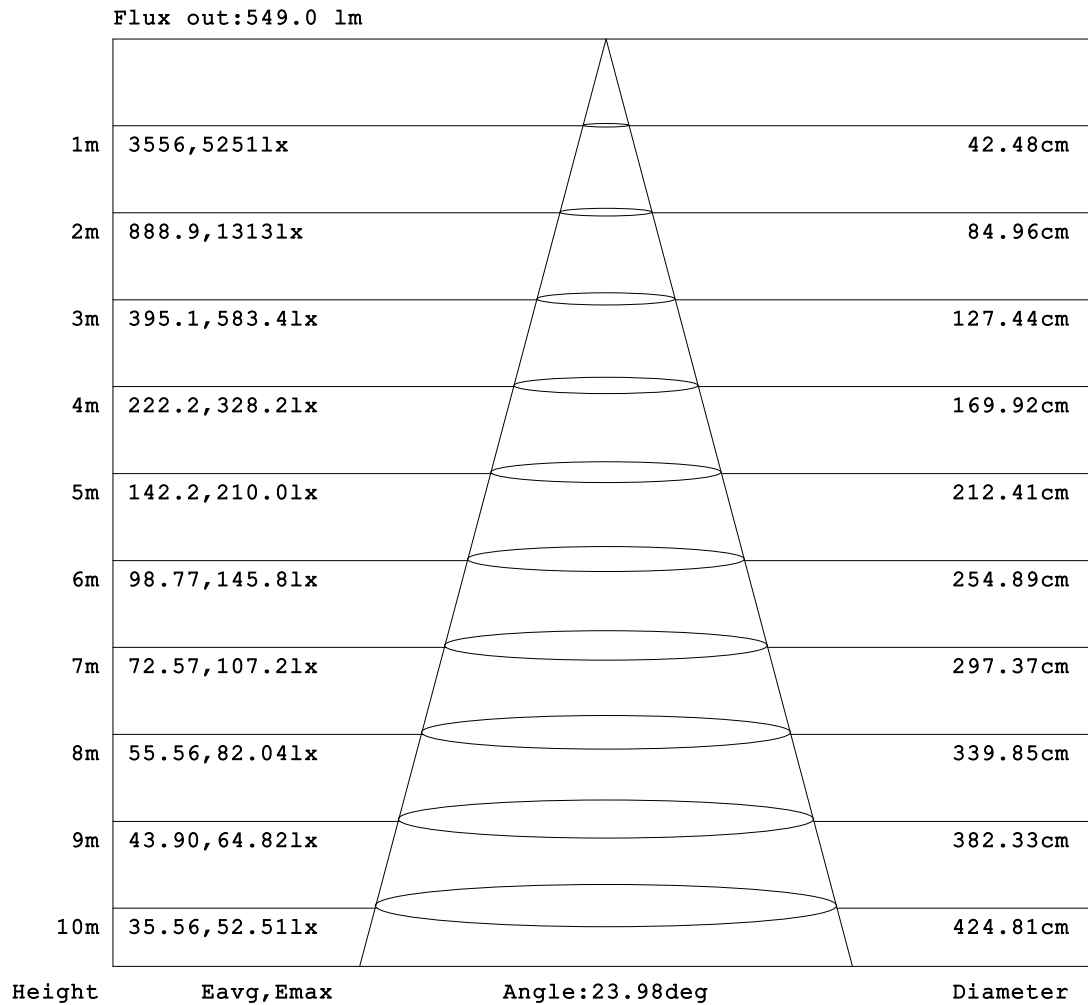 Flux out:549.0 lm
1m 3556,5251lx 42.48cm
2m 888.9,1313lx 84.96cm
3m 395.1,583.4lx 127.44cm
4m 222.2,328.2lx 169.92cm
5m 142.2,210.0lx 212.41cm
6m 98.77,145.8lx 254.89cm
7m 72.57,107.2lx 297.37cm
8m 55.56,82.04lx 339.85cm
9m 43.90,64.82lx 382.33cm
10m 35.56,52.51lx 424.81cm
Height Eavg,Emax Angle:23.98deg Diameter